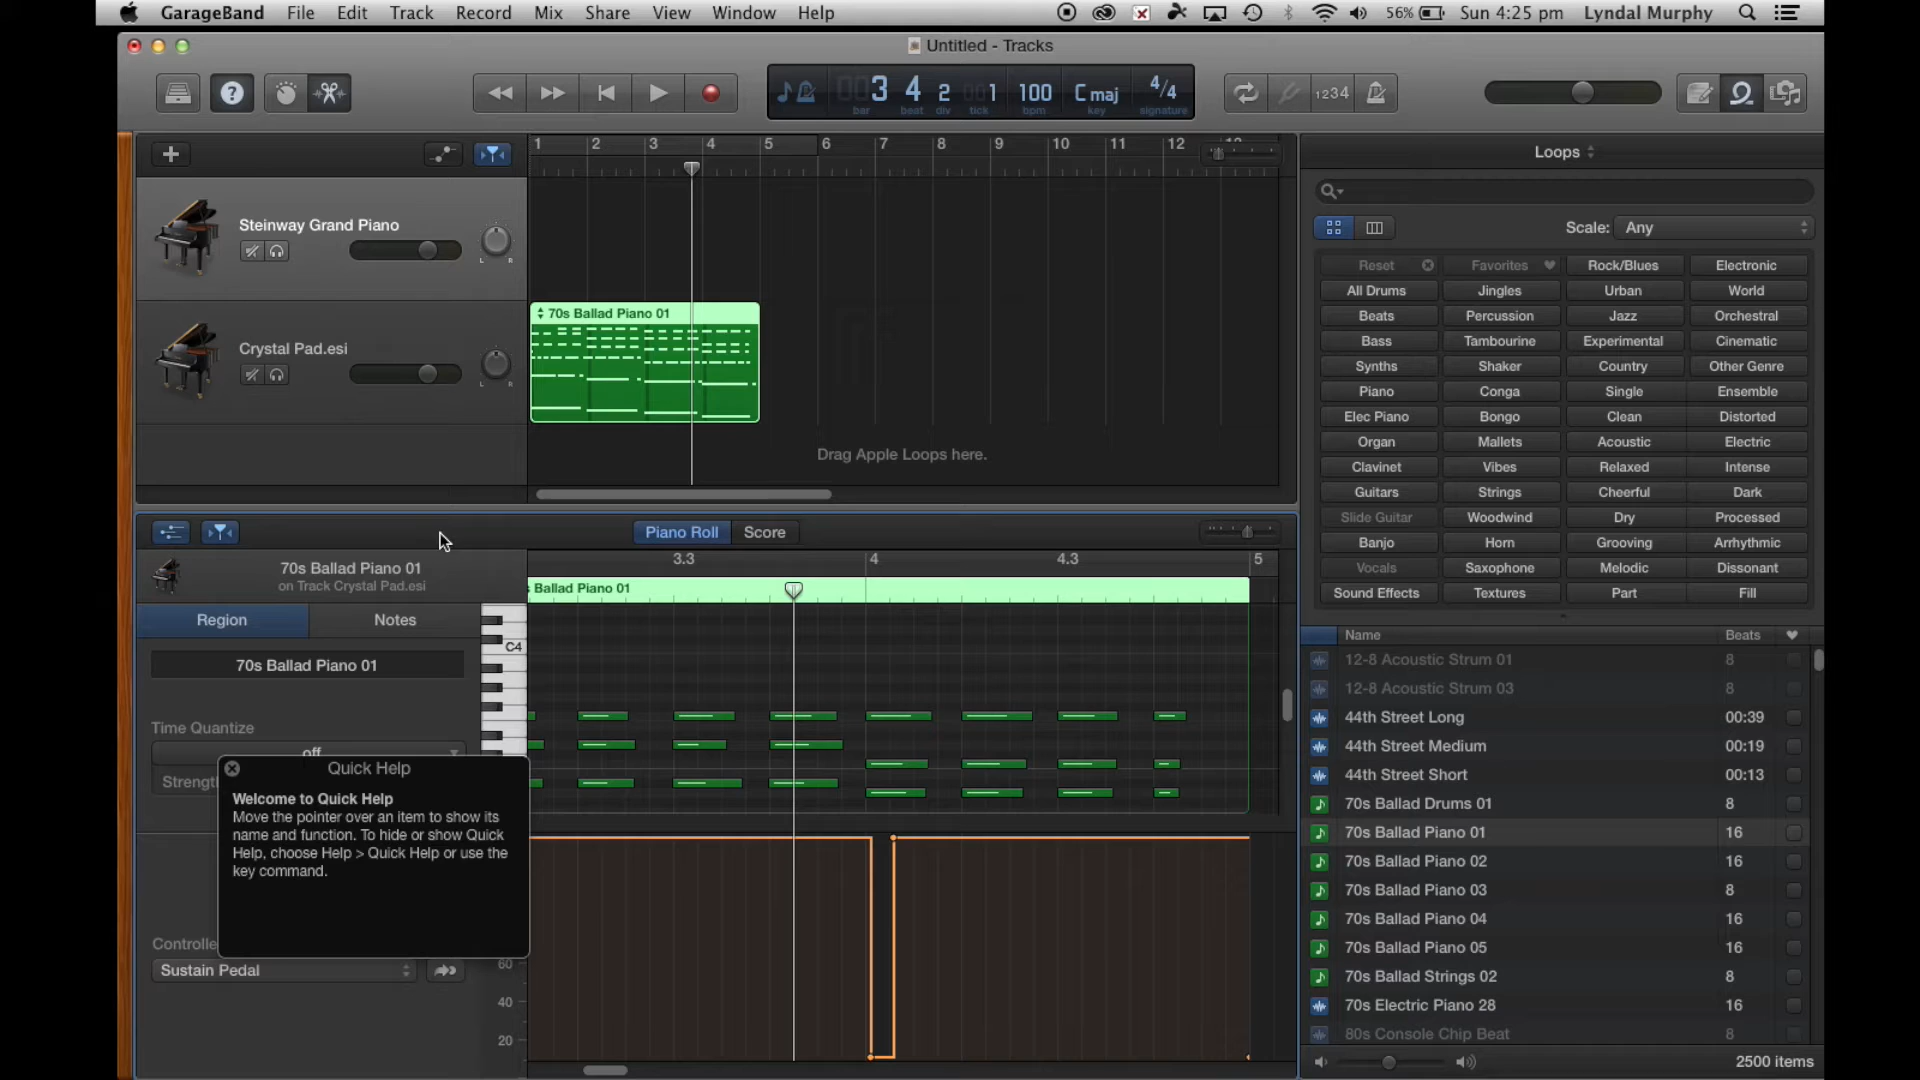 GarageBand File Edit Track Record Mix Share View Window Help 56% Sun 4:25 pm Lyndal Murphy
Untitled - Tracks
3 4 2 1 100 C maj 4/4 1234
bar beat div tick bpm key signature
1 2 3 4 5 6 7 8 9 10 11 12
Loops
Steinway Grand Piano
L R
Scale: Any
Reset Favorites Rock/Blues Electronic
All Drums Jingles Urban World
Beats Percussion Jazz Orchestral
Bass Tambourine Experimental Cinematic
Synths Shaker Country Other Genre
Piano Conga Single Ensemble
Elec Piano Bongo Clean Distorted
Organ Mallets Acoustic Electric
Clavinet Vibes Relaxed Intense
Guitars Strings Cheerful Dark
Slide Guitar Woodwind Dry Processed
Banjo Horn Grooving Arrhythmic
Vocals Saxophone Melodic Dissonant
Sound Effects Textures Part Fill
70s Ballad Piano 01
Crystal Pad.esi
L R
Drag Apple Loops here.
Piano Roll Score
3.3 4 4.3 5
70s Ballad Piano 01
on Track Crystal Pad.esi
Ballad Piano 01
Region Notes
C4
70s Ballad Piano 01
Time Quantize
off
Quick Help
Welcome to Quick Help
Move the pointer over an item to show its
name and function. To hide or show Quick
Help, choose Help > Quick Help or use the
key command.
Sustain Pedal
60
40
20
Name Beats
12-8 Acoustic Strum 01 8
12-8 Acoustic Strum 03 8
44th Street Long 00:39
44th Street Medium 00:19
44th Street Short 00:13
70s Ballad Drums 01 8
70s Ballad Piano 01 16
70s Ballad Piano 02 16
70s Ballad Piano 03 8
70s Ballad Piano 04 16
70s Ballad Piano 05 16
70s Ballad Strings 02 8
70s Electric Piano 28 16
80s Console Chip Beat 8
2500 items